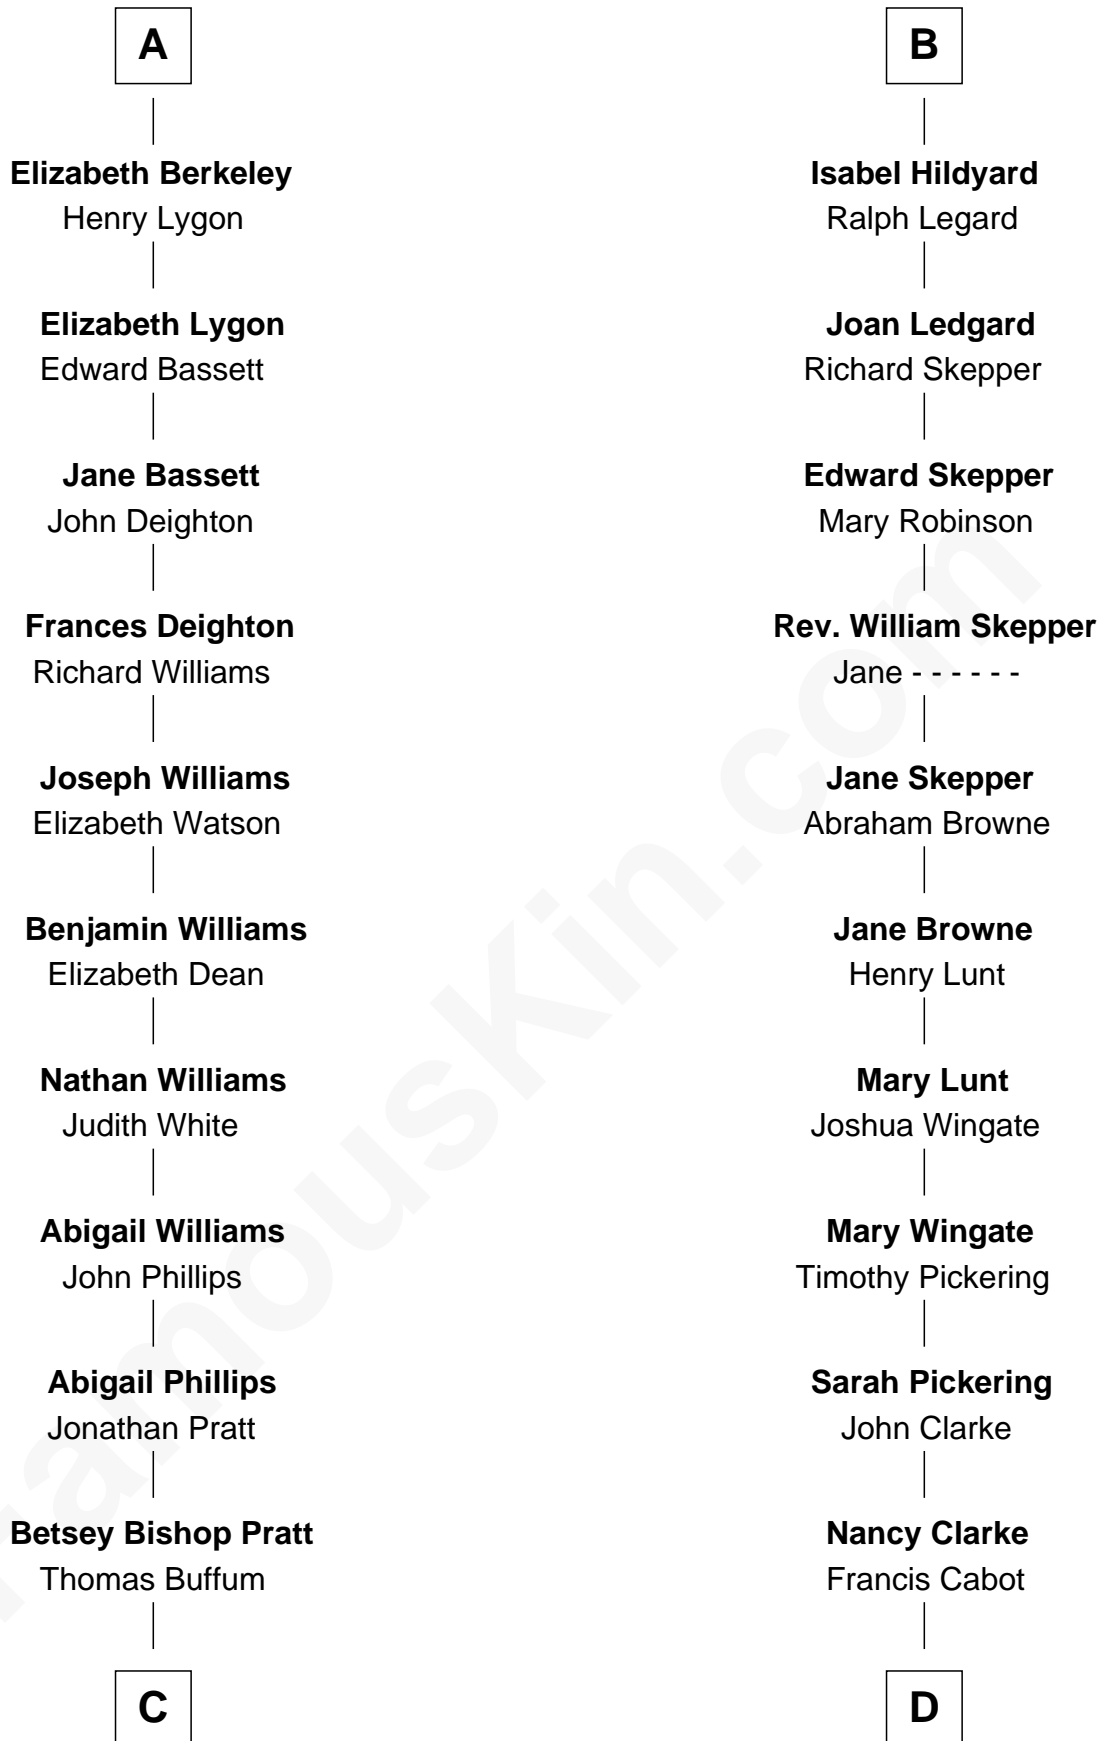 A
Elizabeth Berkeley
Henry Lygon
Elizabeth Lygon
Edward Bassett
Jane Bassett
John Deighton
Frances Deighton
Richard Williams
Joseph Williams
Elizabeth Watson
Benjamin Williams
Elizabeth Dean
Nathan Williams
Judith White
Abigail Williams
John Phillips
Abigail Phillips
Jonathan Pratt
Betsey Bishop Pratt
Thomas Buffum
C
B
Isabel Hildyard
Ralph Legard
Joan Ledgard
Richard Skepper
Edward Skepper
Mary Robinson
Rev. William Skepper
Jane - - - - - -
Jane Skepper
Abraham Browne
Jane Browne
Henry Lunt
Mary Lunt
Joshua Wingate
Mary Wingate
Timothy Pickering
Sarah Pickering
John Clarke
Nancy Clarke
Francis Cabot
D
FamousKin.com